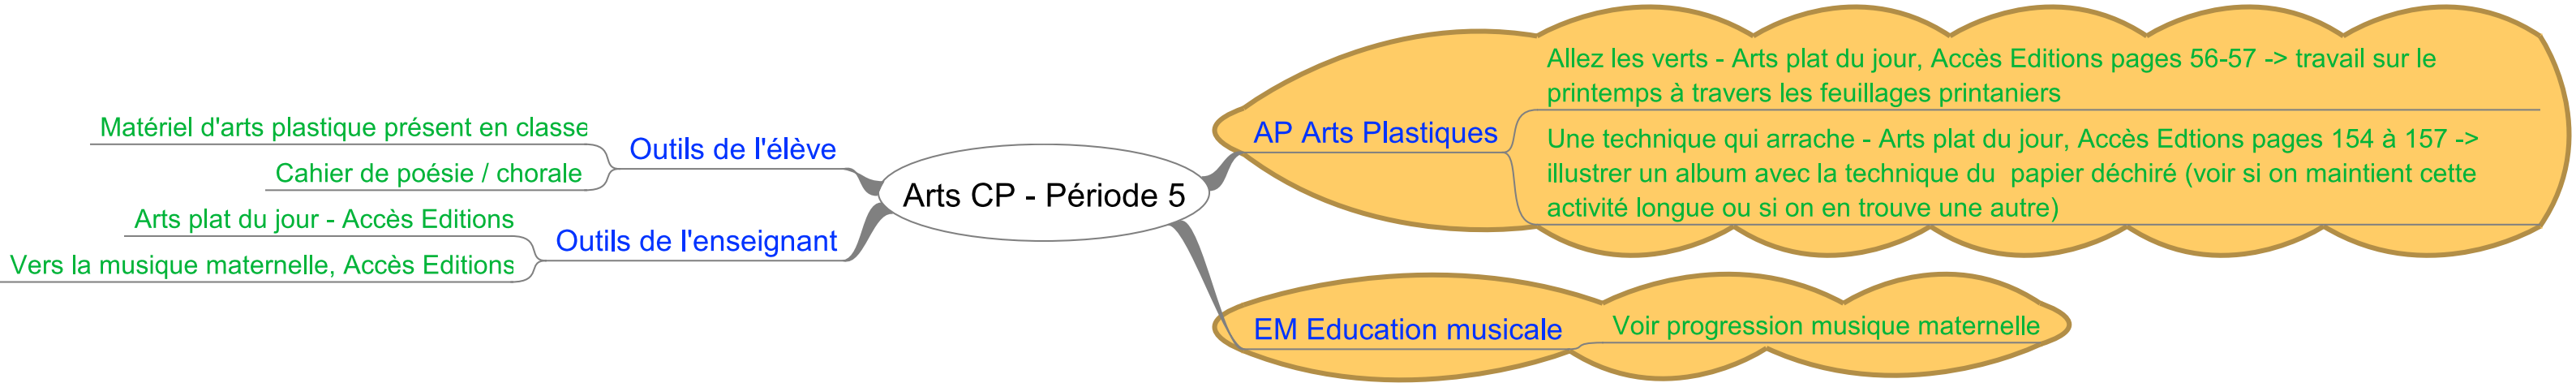 Arts CP - Période 5
Outils de l'élève
Matériel d'arts plastique présent en classe
Cahier de poésie / chorale
Outils de l'enseignant
Arts plat du jour - Accès Editions
Vers la musique maternelle, Accès Editions
AP Arts Plastiques
Allez les verts - Arts plat du jour, Accès Editions pages 56-57 -> travail sur le
printemps à travers les feuillages printaniers
Une technique qui arrache - Arts plat du jour, Accès Edtions pages 154 à 157 ->
illustrer un album avec la technique du  papier déchiré (voir si on maintient cette
activité longue ou si on en trouve une autre)
EM Education musicale
Voir progression musique maternelle